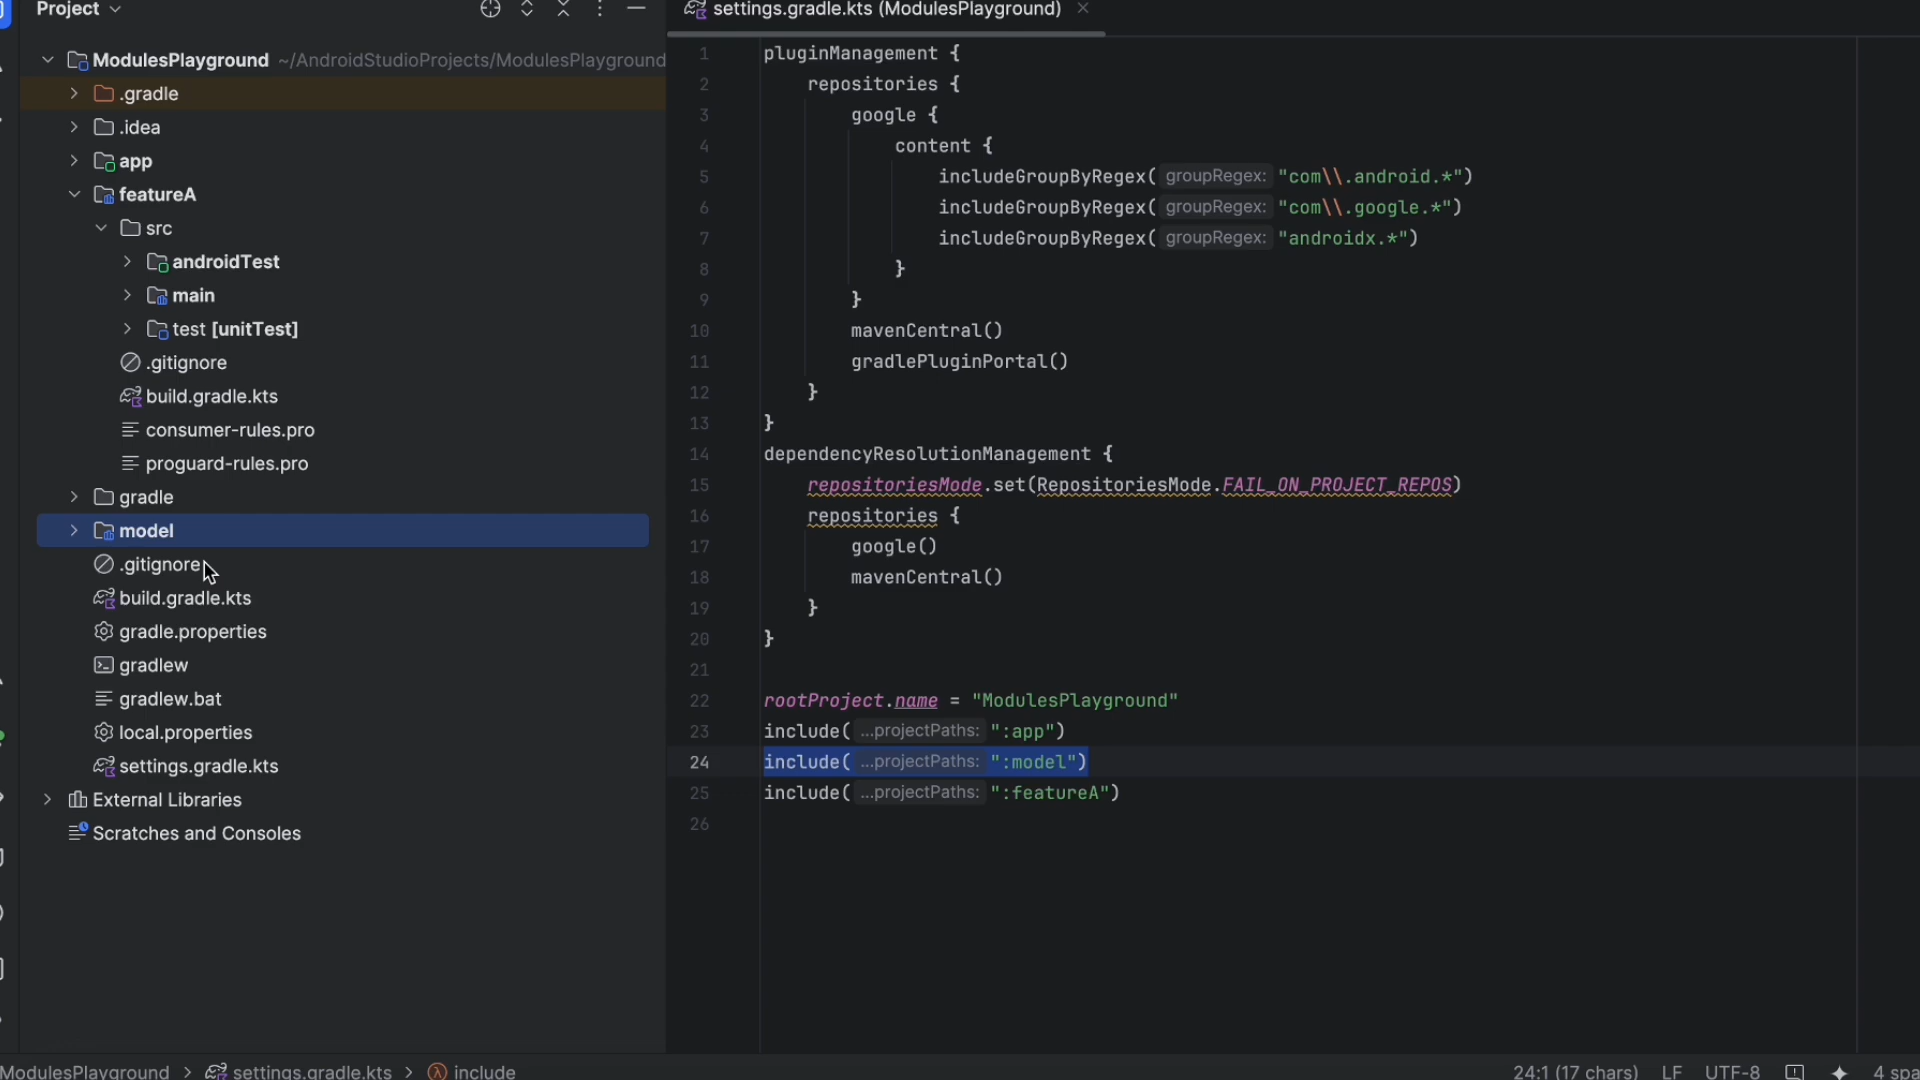 Project
ModulesPlayground ~/AndroidStudioProjects/ModulesPlayground
.gradle
.idea
app
featureA
src
androidTest
main
test [unitTest]
.gitignore
build.gradle.kts
consumer-rules.pro
proguard-rules.pro
gradle
model
.gitignore
build.gradle.kts
gradle.properties
gradlew
gradlew.bat
local.properties
settings.gradle.kts
External Libraries
Scratches and Consoles
settings.gradle.kts (ModulesPlayground)
1 pluginManagement {
2 repositories {
3 google {
4 content {
5 includeGroupByRegex( groupRegex: "com\\.android.*")
6 includeGroupByRegex( groupRegex: "com\\.google.*")
7 includeGroupByRegex( groupRegex: "androidx.*")
8 }
9 }
10 mavenCentral()
11 gradlePluginPortal()
12 }
13 }
14 dependencyResolutionManagement {
15 repositoriesMode.set(RepositoriesMode.FAIL_ON_PROJECT_REPOS)
16 repositories {
17 google()
18 mavenCentral()
19 }
20 }
21
22 rootProject.name = "ModulesPlayground"
23 include( ...projectPaths: ":app")
24 include( ...projectPaths: ":model")
25 include( ...projectPaths: ":featureA")
26
ModulesPlayground > settings.gradle.kts > include
24:1 (17 chars) LF UTF-8 4 spa